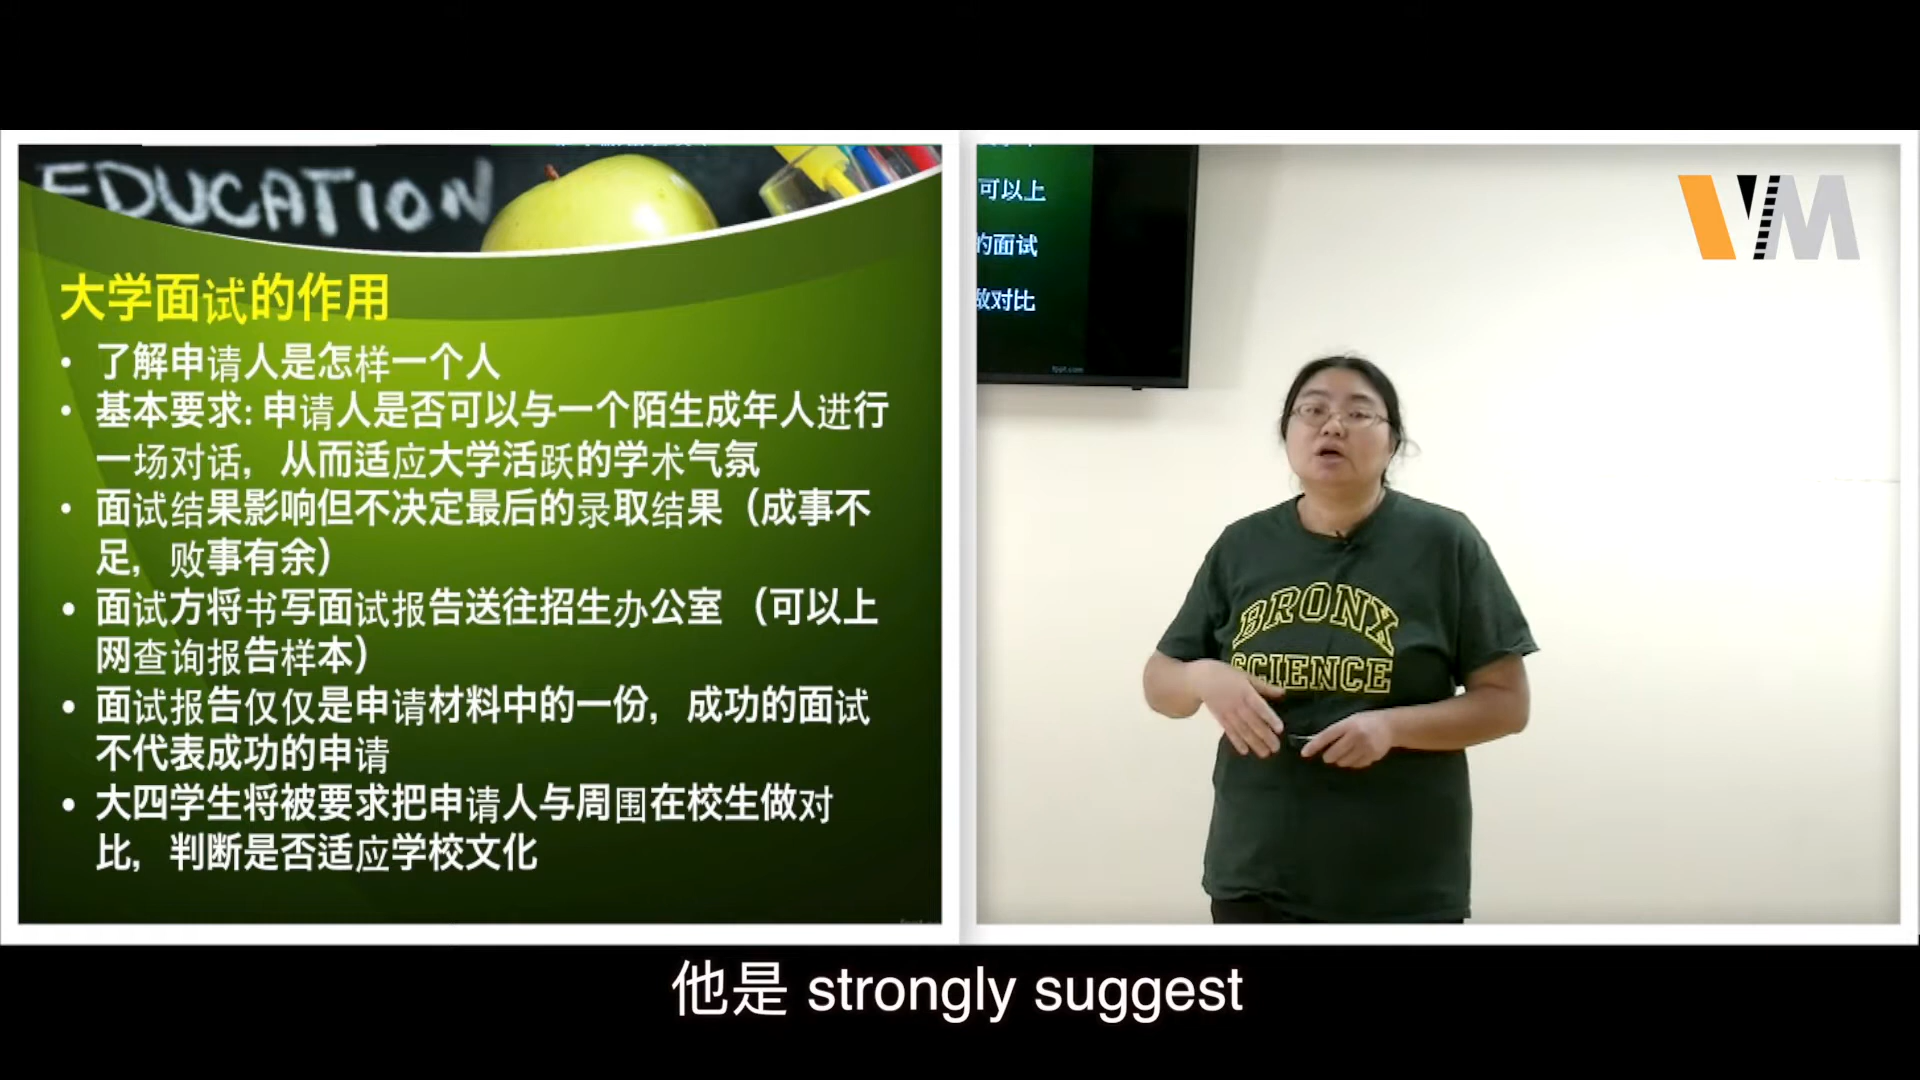 EDUCATION
大学面试的作用
• 了解申请人是怎样一个人
• 基本要求: 申请人是否可以与一个陌生成年人进行
一场对话，从而适应大学活跃的学术气氛
• 面试结果影响但不决定最后的录取结果（成事不
足，败事有余）
• 面试方将书写面试报告送往招生办公室 （可以上
网查询报告样本）
• 面试报告仅仅是申请材料中的一份，成功的面试
不代表成功的申请
• 大四学生将被要求把申请人与周围在校生做对
比，判断是否适应学校文化
可以上
的面试
做对比
fppt.com
VM
BRONX
SCIENCE
他是 strongly suggest